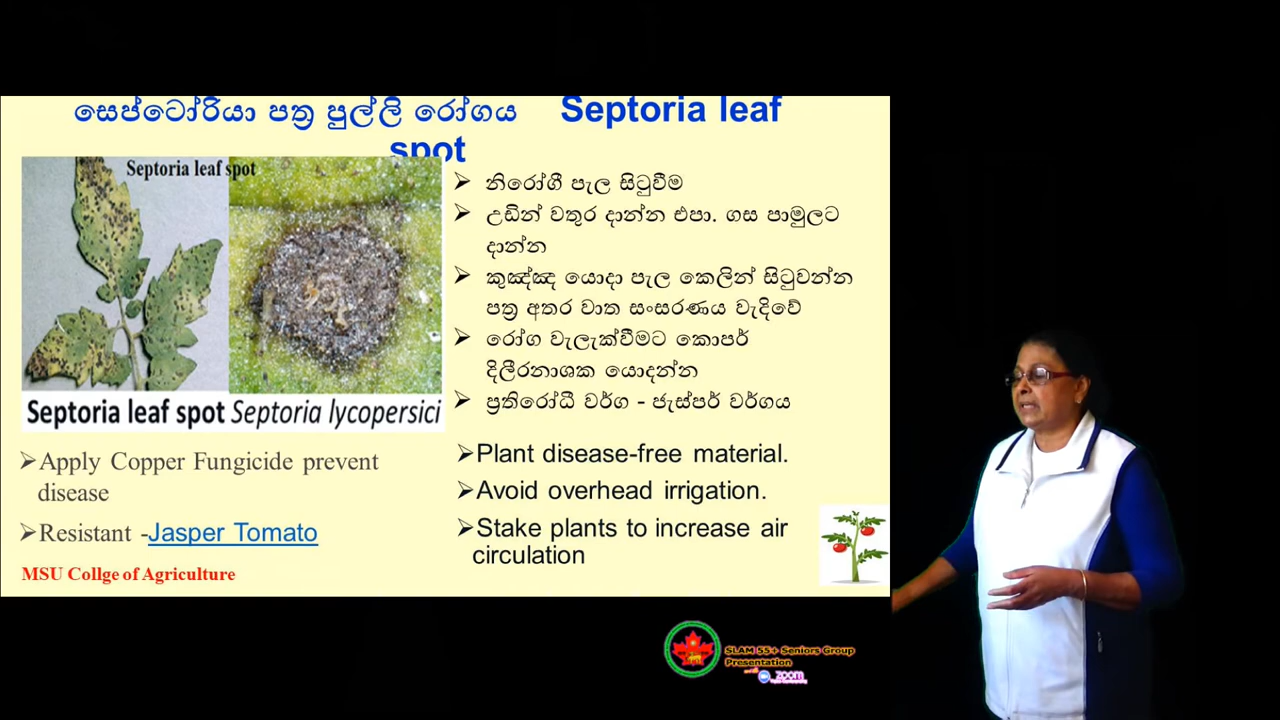 සෙප්ටෝරියා පත්‍ර පුල්ලි රෝගය Septoria leaf
spot
Septoria leaf spot
Septoria leaf spot Septoria lycopersici
➢ නිරෝගී පැල සිටුවීම
➢ උඩින් වතුර දාන්න එපා. ගස පාමුලට
දාන්න
➢ කුඤ්ඤ යොදා පැල කෙලින් සිටුවන්න
පත්‍ර අතර වාත සංසරණය වැදිවේ
➢ රෝග වැලැක්වීමට කොපර්
දිලීරනාශක යොදන්න
➢ ප්‍රතිරෝධී වර්ග - ජැස්පර් වර්ගය
➢Apply Copper Fungicide prevent
disease
➢Resistant -Jasper Tomato
MSU Collge of Agriculture
➢Plant disease-free material.
➢Avoid overhead irrigation.
➢Stake plants to increase air
circulation
SLAM 55+ Seniors Group
Presentation
zoom